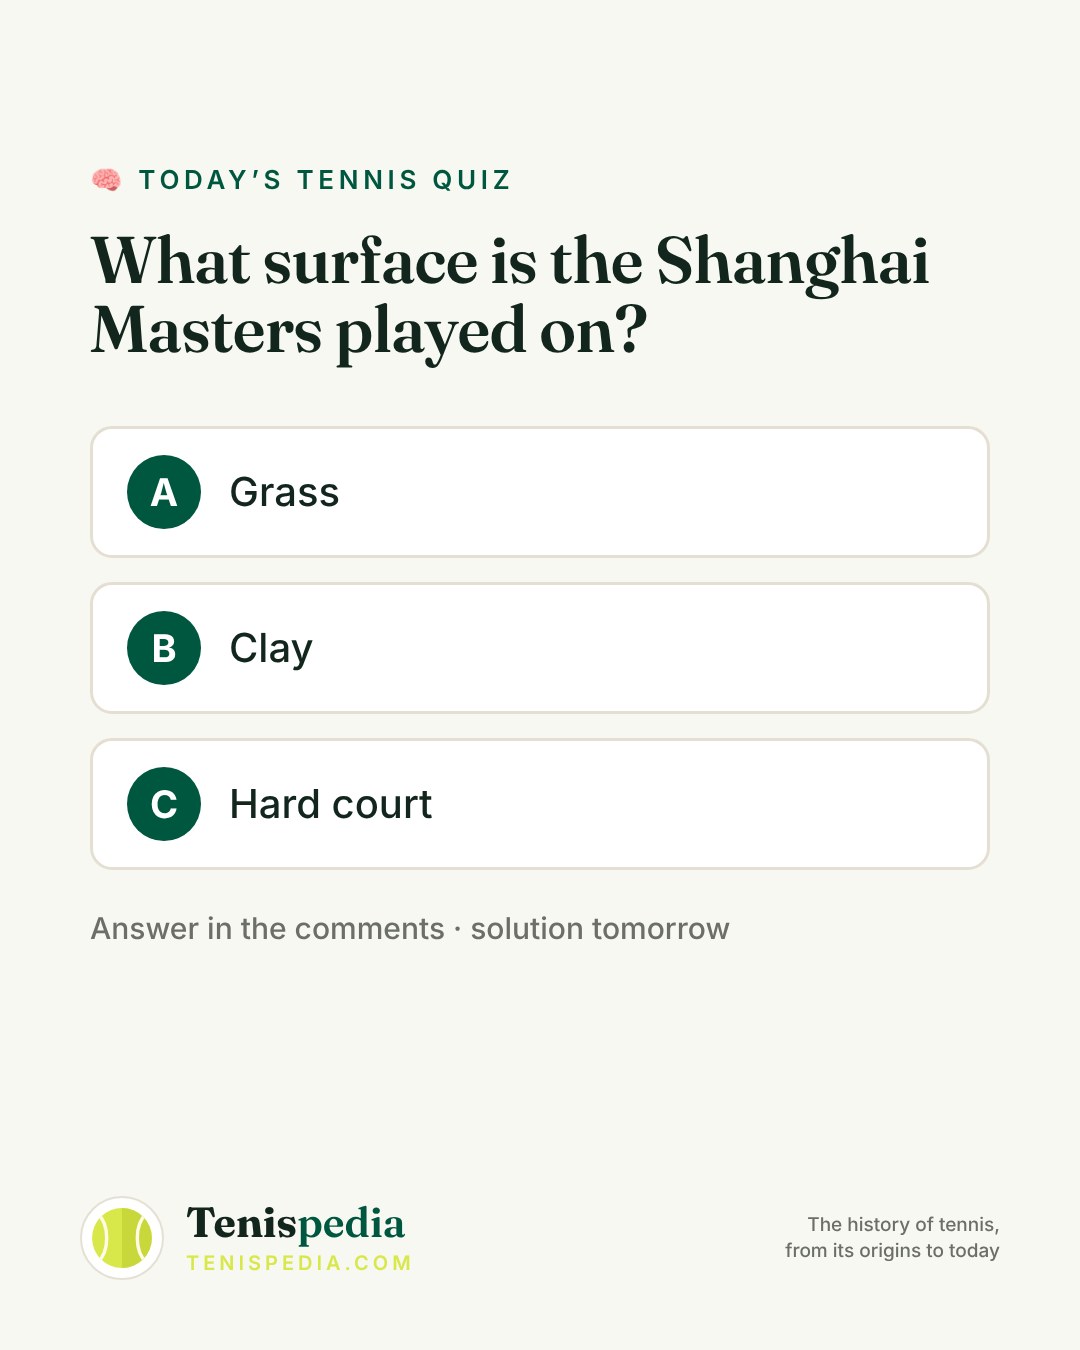 🧠 TODAY’S TENNIS QUIZ
What surface is the Shanghai
Masters played on?
A Grass
B Clay
C Hard court
Answer in the comments · solution tomorrow
Tenispedia
TENISPEDIA.COM
The history of tennis,
from its origins to today